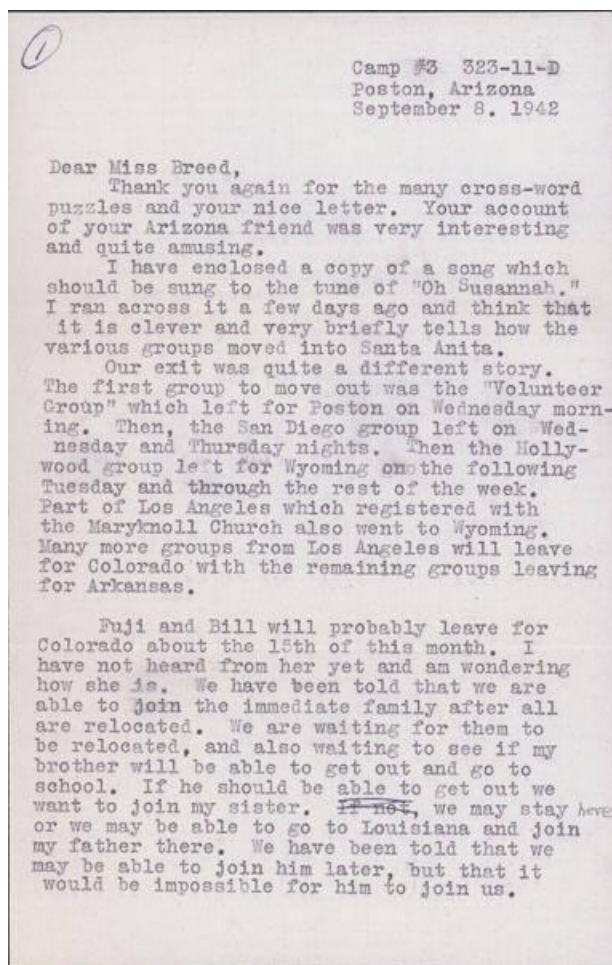 1
Camp #3 323-11-D
Poston, Arizona
September 8. 1942
Dear Miss Breed,
Thank you again for the many cross-word
puzzles and your nice letter. Your account
of your Arizona friend was very interesting
and quite amusing.
I have enclosed a copy of a song which
should be sung to the tune of "Oh Susannah."
I ran across it a few days ago and think that
it is clever and very briefly tells how the
various groups moved into Santa Anita.
Our exit was quite a different story.
The first group to move out was the "Volunteer
Group" which left for Poston on Wednesday morn-
ing. Then, the San Diego group left on Wed-
nesday and Thursday nights. Then the Holly-
wood group left for Wyoming on the following
Tuesday and through the rest of the week.
Part of Los Angeles which registered with
the Maryknoll Church also went to Wyoming.
Many more groups from Los Angeles will leave
for Colorado with the remaining groups leaving
for Arkansas.
Fuji and Bill will probably leave for
Colorado about the 15th of this month. I
have not heard from her yet and am wondering
how she is. We have been told that we are
able to join the immediate family after all
are relocated. We are waiting for them to
be relocated, and also waiting to see if my
brother will be able to get out and go to
school. If he should be able to get out we
want to join my sister. If not, we may stay here
or we may be able to go to Louisiana and join
my father there. We have been told that we
may be able to join him later, but that it
would be impossible for him to join us.